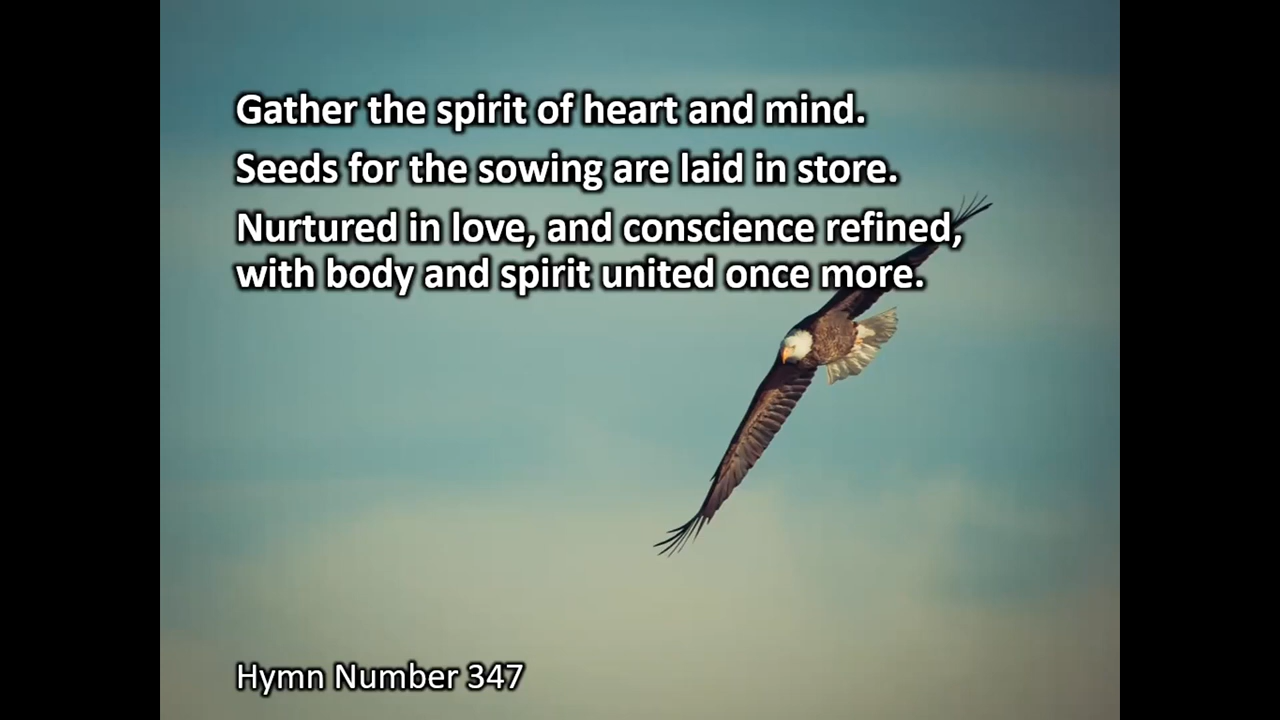 Gather the spirit of heart and mind.
Seeds for the sowing are laid in store.
Nurtured in love, and conscience refined,
with body and spirit united once more.
Hymn Number 347